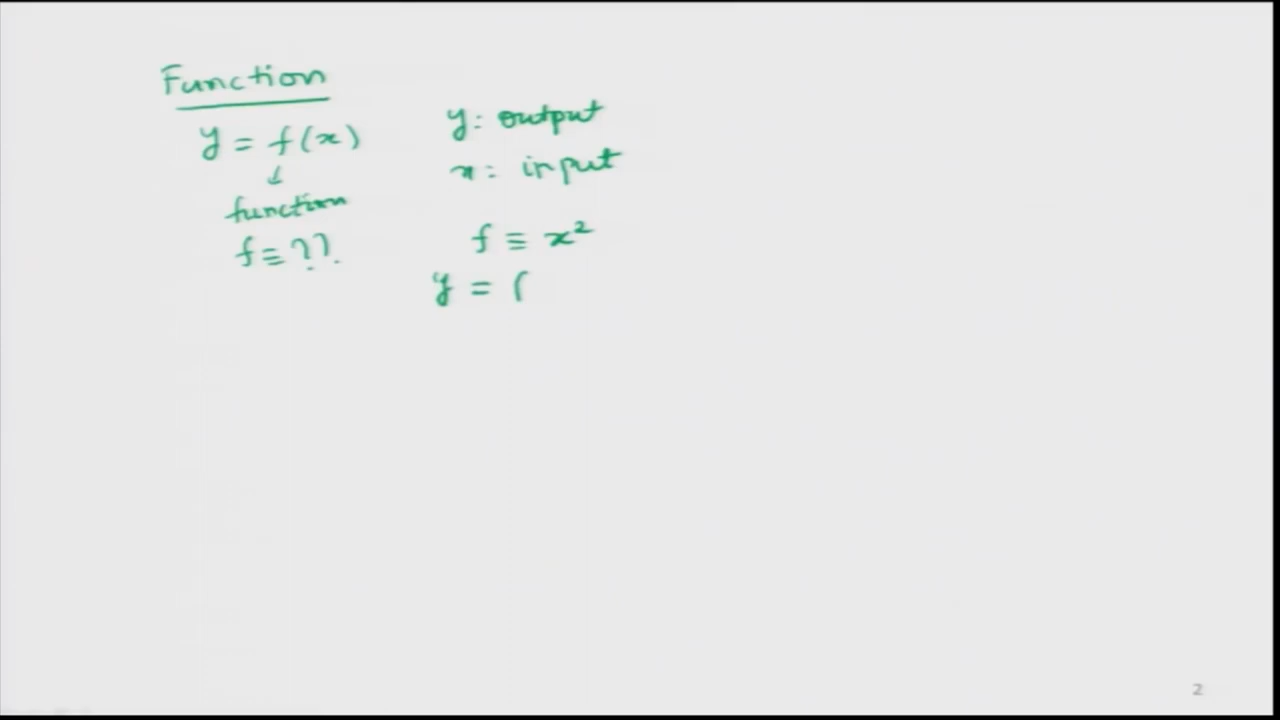 Function
y = f(x)
↓
function
f ≡ ??
y: output
x: input
f ≡ x²
y = (
2